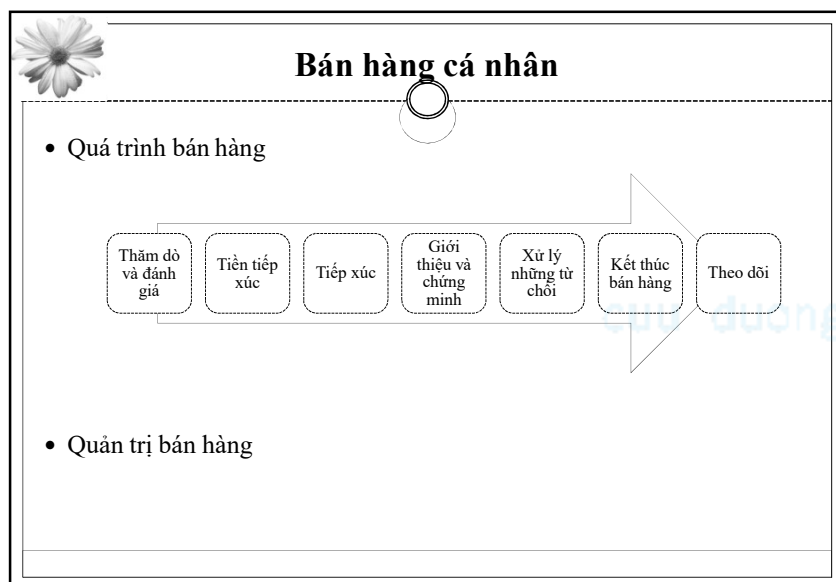 Bán hàng cá nhân
• Quá trình bán hàng
Thăm dò
và đánh
giá
Tiền tiếp
xúc
Tiếp xúc
Giới
thiệu và
chứng
minh
Xử lý
những từ
chối
Kết thúc
bán hàng
Theo dõi
cuu duong
• Quản trị bán hàng